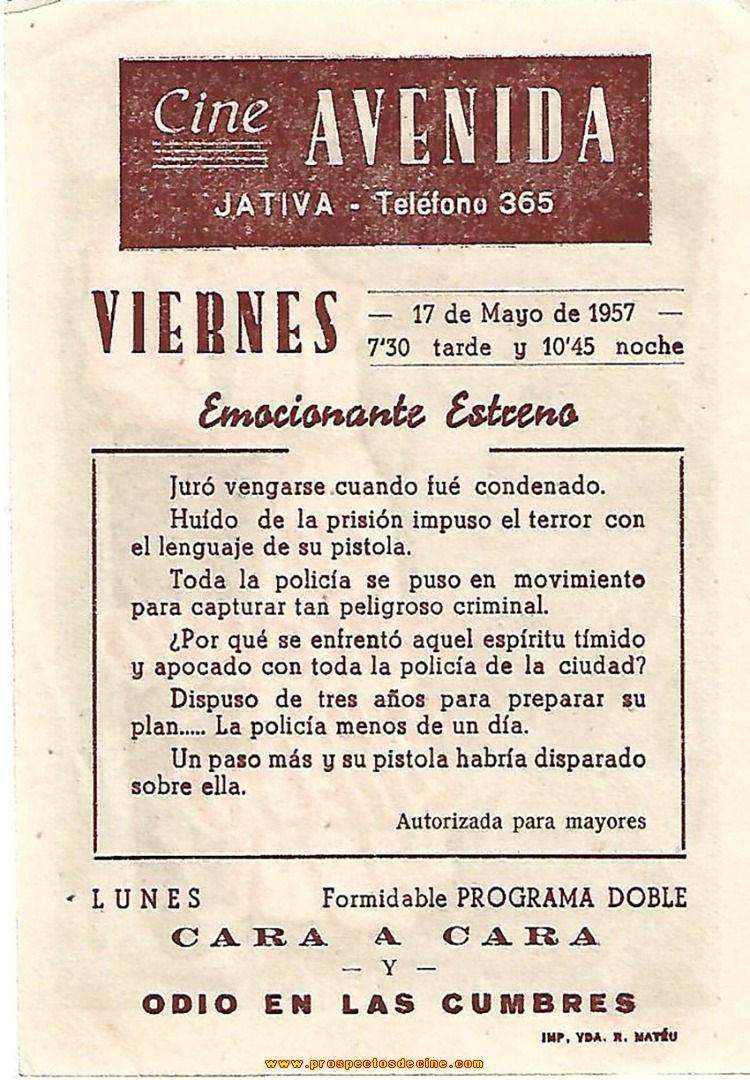 Cine AVENIDA
JATIVA - Teléfono 365
VIERNES
— 17 de Mayo de 1957 —
7'30 tarde y 10'45 noche
Emocionante Estreno
Juró vengarse cuando fué condenado.
Huído de la prisión impuso el terror con
el lenguaje de su pistola.
Toda la policía se puso en movimiento
para capturar tan peligroso criminal.
¿Por qué se enfrentó aquel espíritu tímido
y apocado con toda la policía de la ciudad?
Dispuso de tres años para preparar su
plan..... La policía menos de un día.
Un paso más y su pistola habría disparado
sobre ella.
Autorizada para mayores
LUNES Formidable PROGRAMA DOBLE
CARA A CARA
— Y —
ODIO EN LAS CUMBRES
IMP. VDA. R. MATÉU
www.prospectosdecine.com